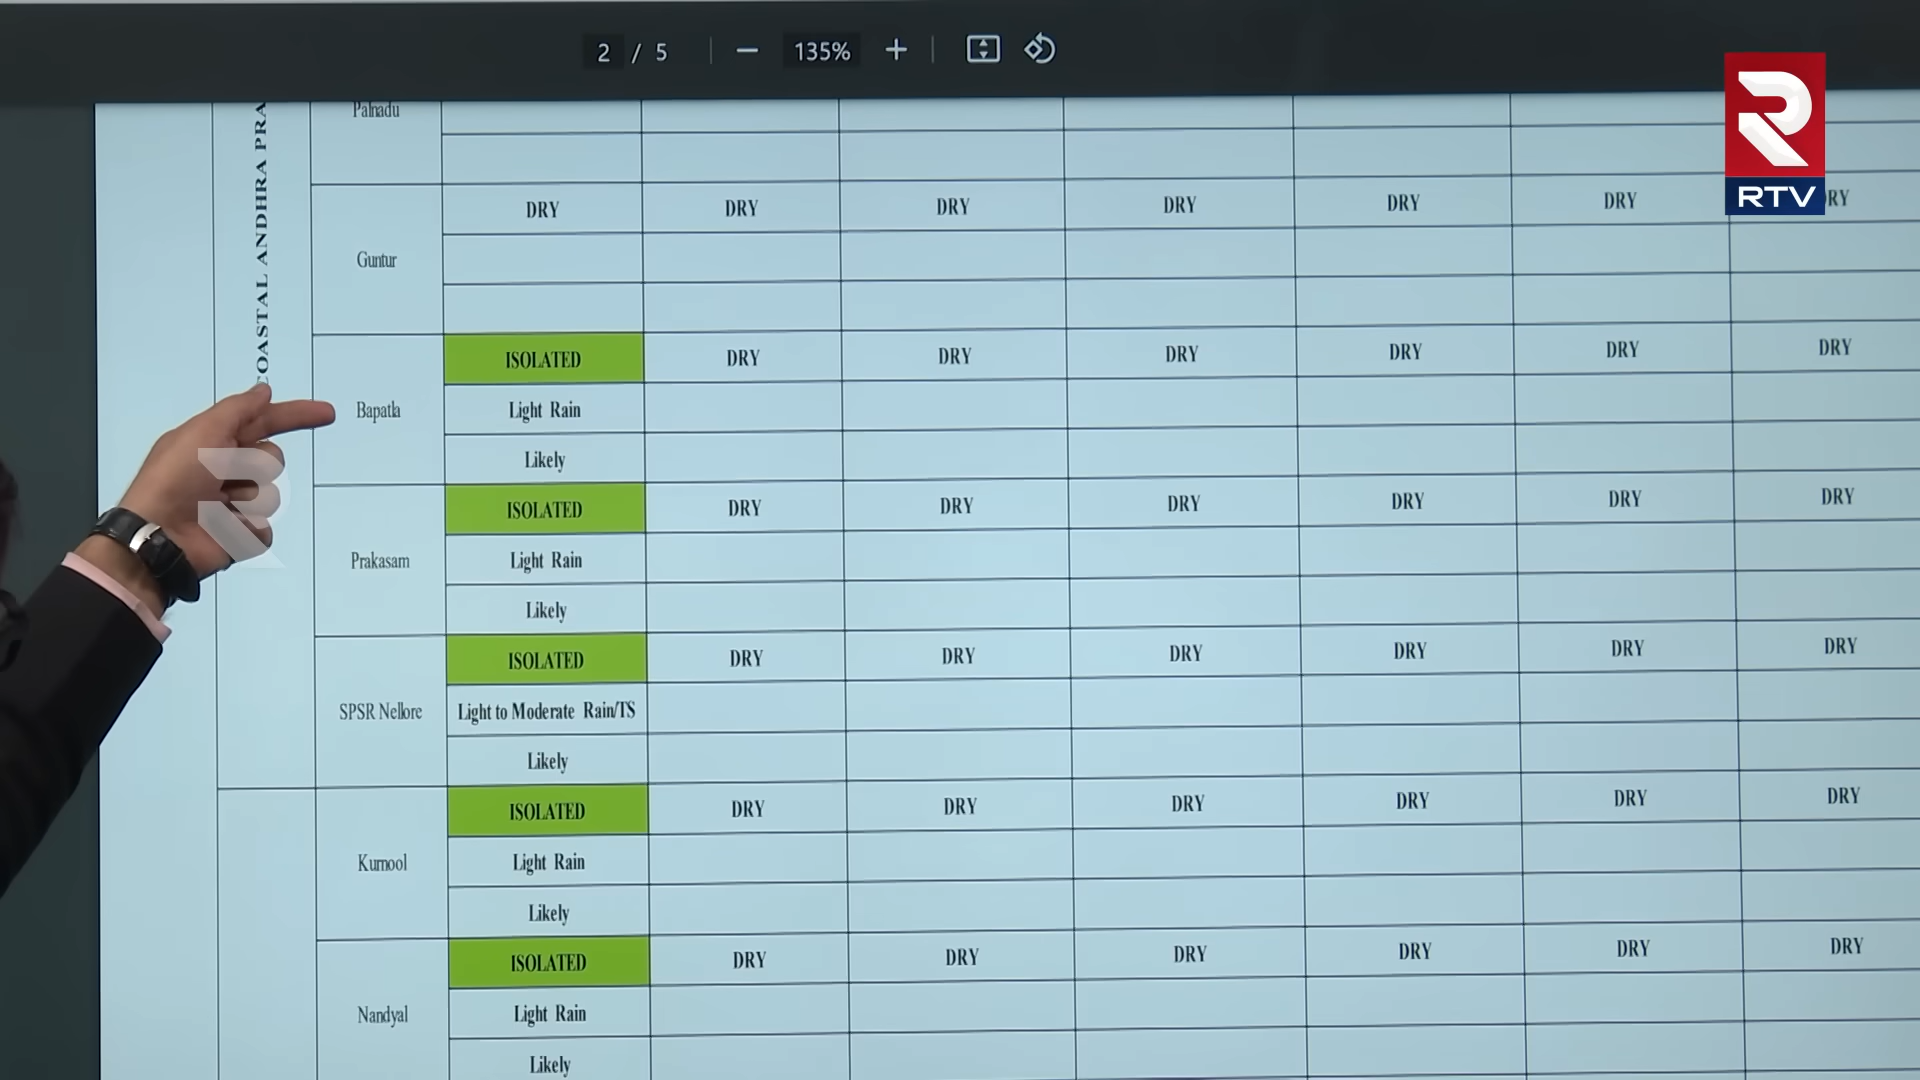 2 / 5 135%
RTV
COASTAL ANDHRA PRA
Palnadu
DRY DRY DRY DRY DRY DRY RY
Guntur
ISOLATED DRY DRY DRY DRY DRY DRY
Bapatla Light Rain
Likely
ISOLATED DRY DRY DRY DRY DRY DRY
Prakasam Light Rain
Likely
ISOLATED DRY DRY DRY DRY DRY DRY
SPSR Nellore Light to Moderate Rain/TS
Likely
ISOLATED DRY DRY DRY DRY DRY DRY
Kurnool Light Rain
Likely
ISOLATED DRY DRY DRY DRY DRY DRY
Nandyal Light Rain
Likely